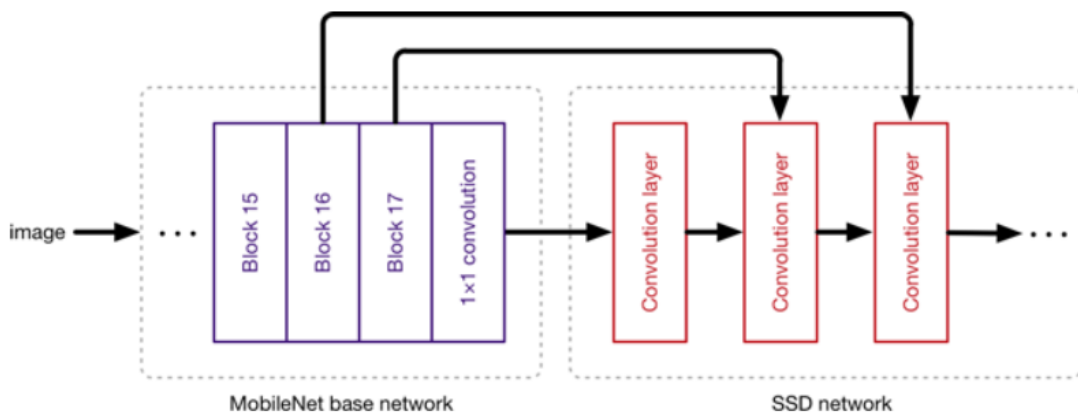 image
...
Block 15
Block 16
Block 17
1×1 convolution
Convolution layer
Convolution layer
Convolution layer
...
MobileNet base network
SSD network